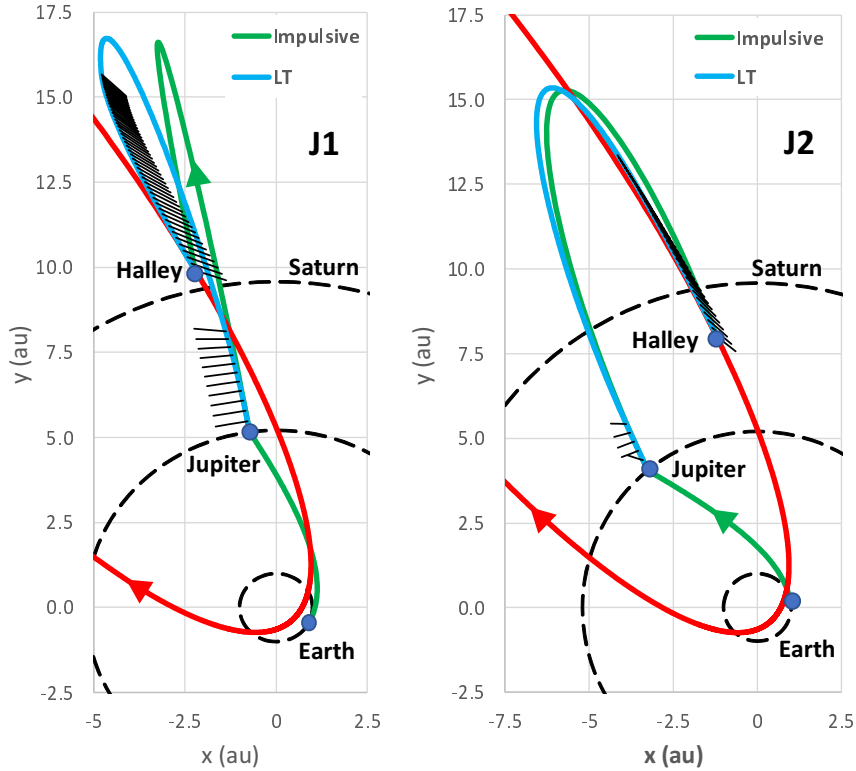 17.5
15.0
12.5
10.0
7.5
5.0
2.5
0.0
-2.5
y (au)
Impulsive
LT
J1
Halley
Saturn
Jupiter
Earth
-5
-2.5
0
2.5
x (au)
17.5
15.0
12.5
10.0
7.5
5.0
2.5
0.0
-2.5
y (au)
Impulsive
LT
J2
Saturn
Halley
Jupiter
Earth
-7.5
-5
-2.5
0
2.5
x (au)